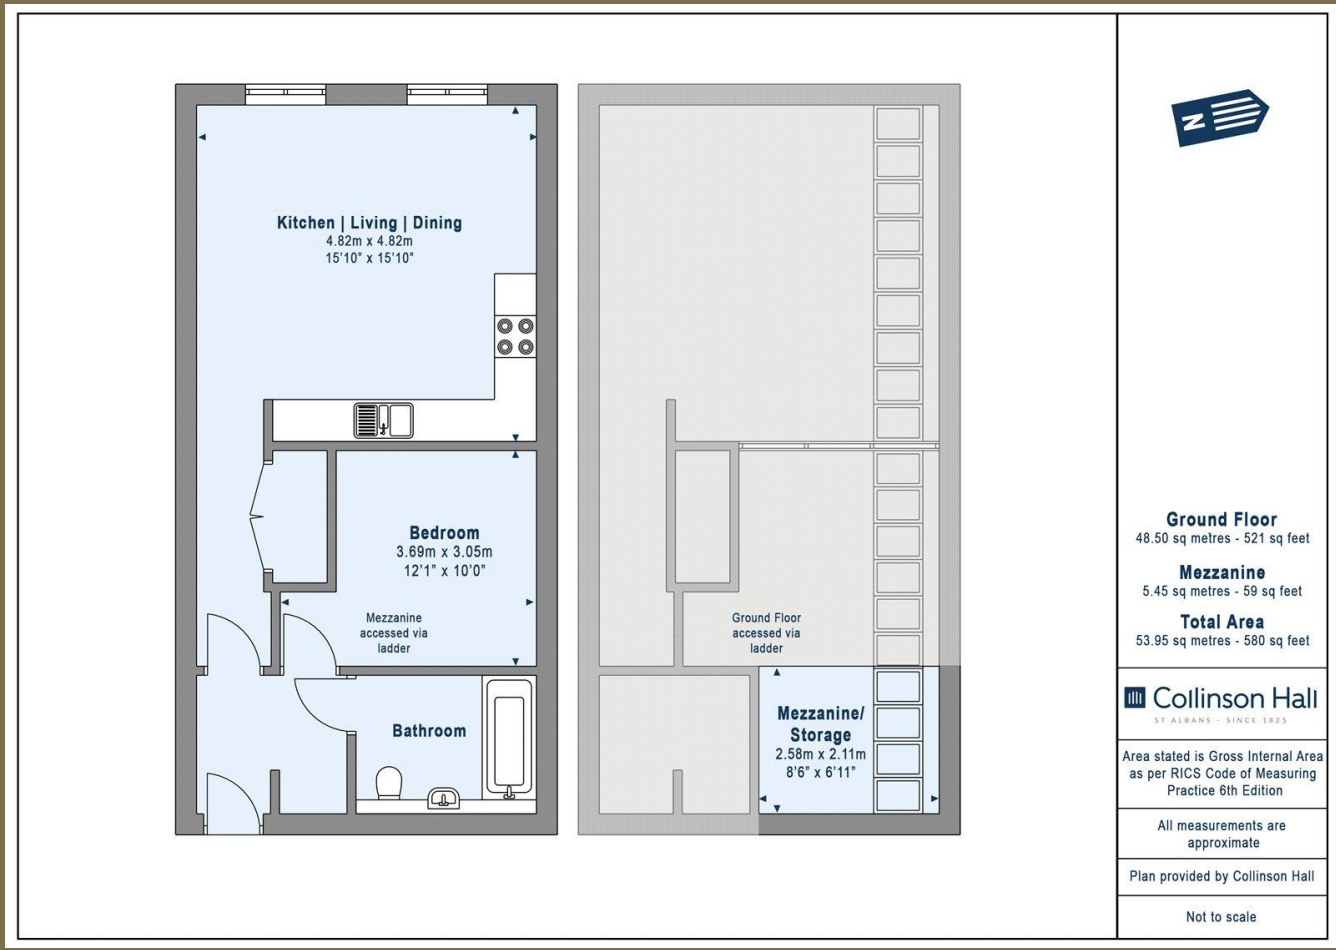 Kitchen | Living | Dining
4.82m x 4.82m
15'10" x 15'10"
Bedroom
3.69m x 3.05m
12'1" x 10'0"
Mezzanine
accessed via
ladder
Bathroom
Ground Floor
accessed via
ladder
Mezzanine/
Storage
2.58m x 2.11m
8'6" x 6'11"
N
Ground Floor
48.50 sq metres - 521 sq feet
Mezzanine
5.45 sq metres - 59 sq feet
Total Area
53.95 sq metres - 580 sq feet
Collinson Hall
ST ALBANS - SINCE 1825
Area stated is Gross Internal Area
as per RICS Code of Measuring
Practice 6th Edition
All measurements are
approximate
Plan provided by Collinson Hall
Not to scale